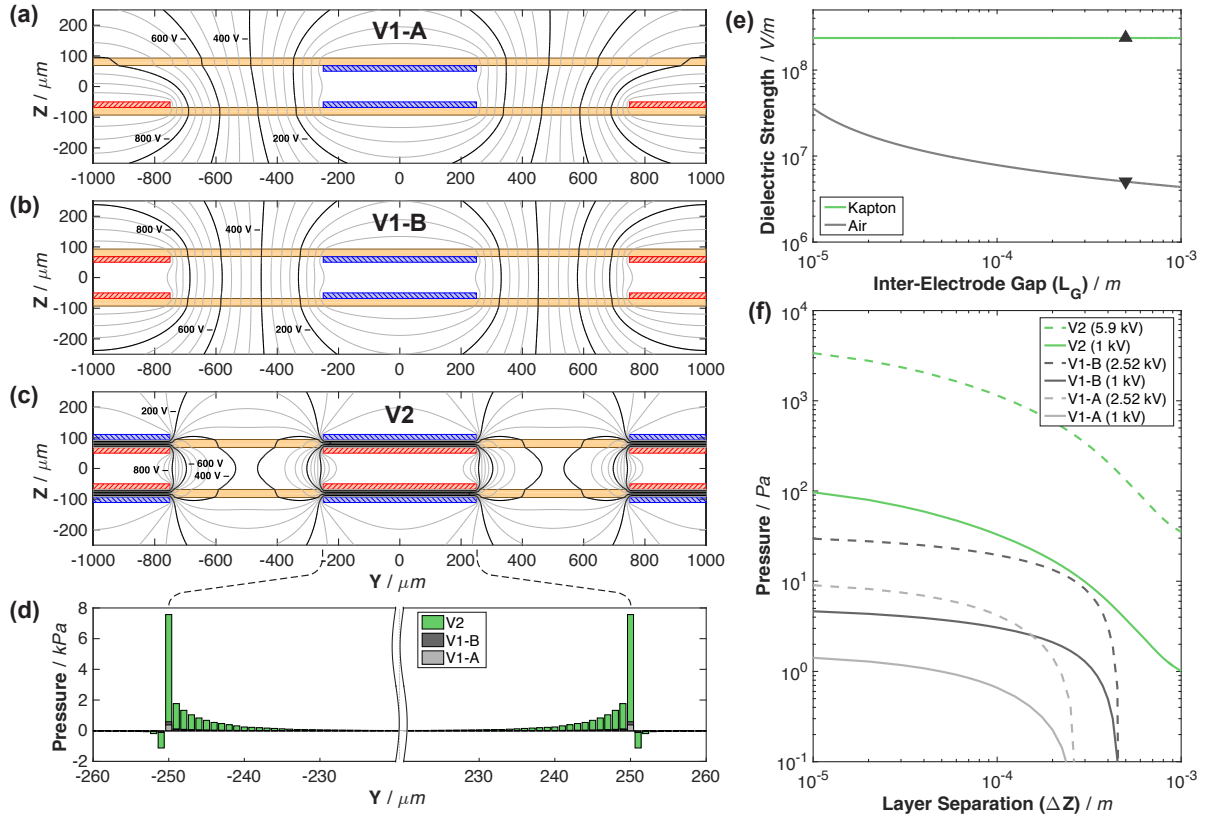 (a)
V1-A
600 V
400 V
800 V
200 V
Z / μm
200
100
0
-100
-200
-1000 -800 -600 -400 -200 0 200 400 600 800 1000
(b)
V1-B
800 V
400 V
600 V
200 V
Z / μm
200
100
0
-100
-200
-1000 -800 -600 -400 -200 0 200 400 600 800 1000
(c)
V2
200 V
600 V
800 V
400 V
Z / μm
200
100
0
-100
-200
-1000 -800 -600 -400 -200 0 200 400 600 800 1000
Y / μm
(d)
V2
V1-B
V1-A
Pressure / kPa
8
6
4
2
0
-2
-260 -250 -240 -230 230 240 250 260
Y / μm
(e)
Dielectric Strength / V/m
10^8
10^7
10^6
Kapton
Air
10^-5 10^-4 10^-3
Inter-Electrode Gap (L_G) / m
(f)
V2 (5.9 kV)
V2 (1 kV)
V1-B (2.52 kV)
V1-B (1 kV)
V1-A (2.52 kV)
V1-A (1 kV)
Pressure / Pa
10^4
10^3
10^2
10^1
10^0
10^-1
10^-5 10^-4 10^-3
Layer Separation (ΔZ) / m